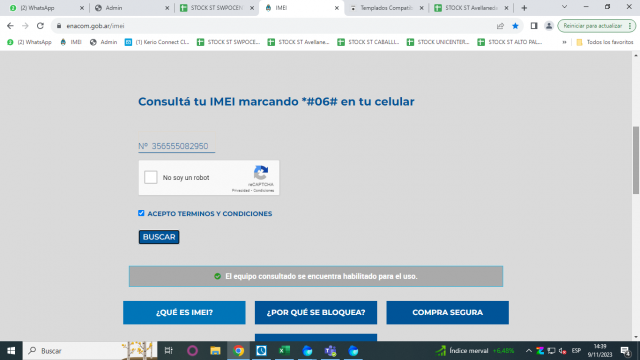 (2) WhatsApp
Admin
STOCK ST SWPOCEN
IMEI
Templados Compatib
STOCK ST Avellaned
enacom.gob.ar/imei
Reiniciar para actualizar
(2) WhatsApp
IMEI
Admin
(1) Kerio Connect Cl...
STOCK ST SWPOCE...
STOCK ST Avellane...
STOCK ST CABALLI...
STOCK UNICENTER...
STOCK ST ALTO PAL...
»
Todos los favoritos
Consultá tu IMEI marcando *#06# en tu celular
Nº 356555082950
No soy un robot
reCAPTCHA
Privacidad - Condiciones
ACEPTO TERMINOS Y CONDICIONES
BUSCAR
El equipo consultado se encuentra habilitado para el uso.
¿QUÉ ES IMEI?
¿POR QUÉ SE BLOQUEA?
COMPRA SEGURA
Buscar
Índice merval +6,48%
ESP
14:39
9/11/2023